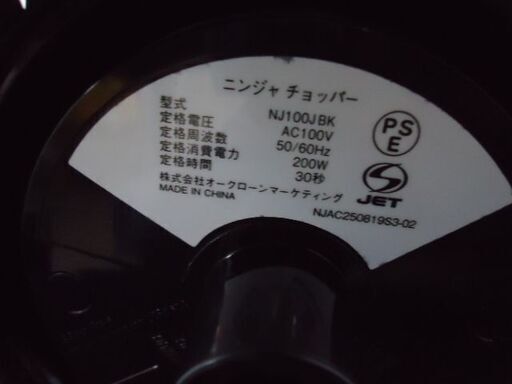 ニンジャ チョッパー
型式 NJ100JBK
定格電圧 AC100V
定格周波数 50/60Hz
定格消費電力 200W
定格時間 30秒
株式会社オークローンマーケティング
MADE IN CHINA
PS
E
JET
NJAC250819S3-02